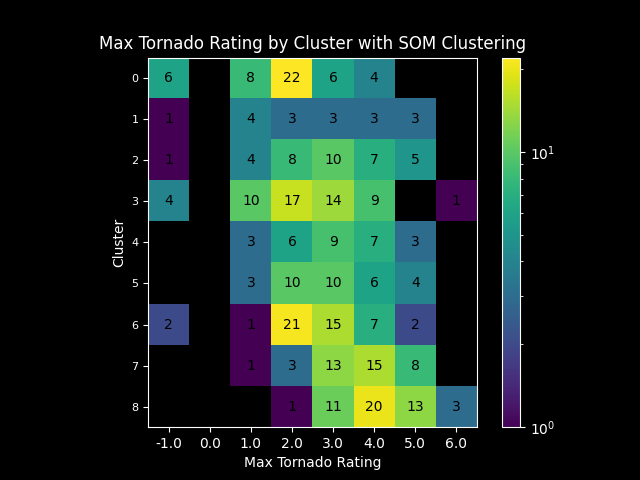 Max Tornado Rating by Cluster with SOM Clustering
0 6 8 22 6 4
1 1 4 3 3 3 3
2 1 4 8 10 7 5
3 4 10 17 14 9 1
4 3 6 9 7 3
5 3 10 10 6 4
6 2 1 21 15 7 2
7 1 3 13 15 8
8 1 11 20 13 3
-1.0 0.0 1.0 2.0 3.0 4.0 5.0 6.0
Max Tornado Rating
Cluster
10¹
10⁰